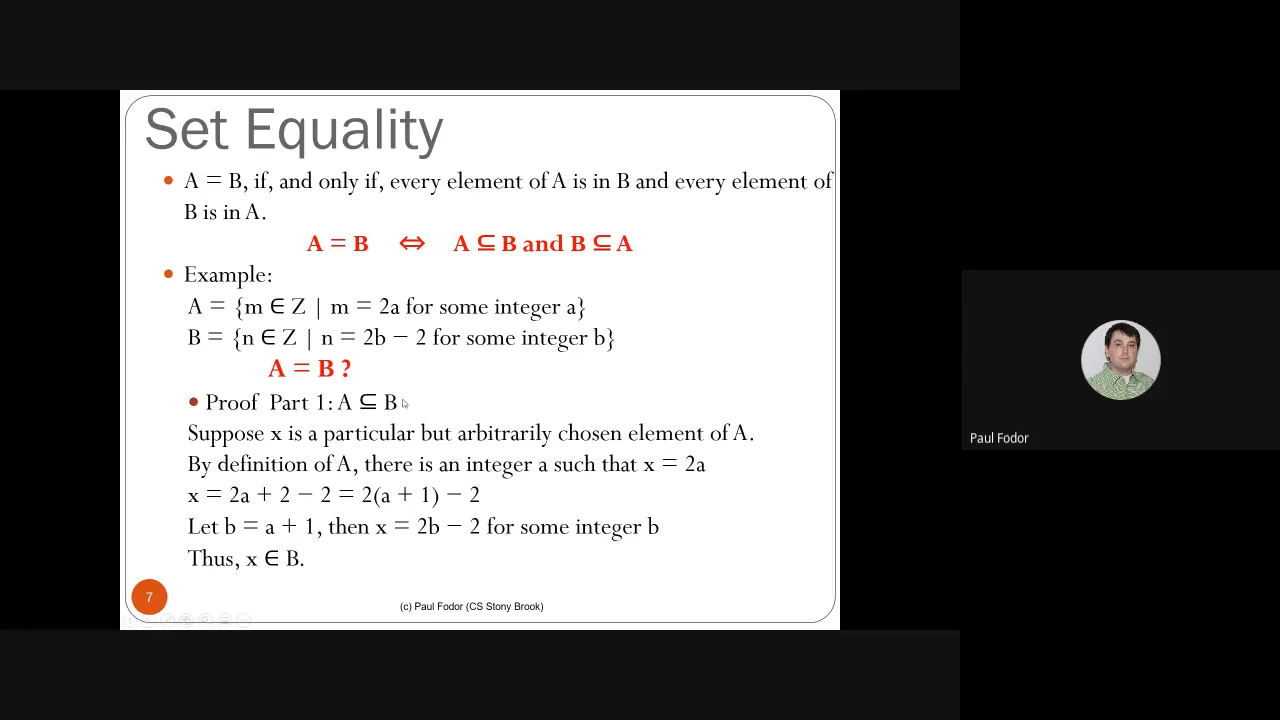 Set Equality
• A = B, if, and only if, every element of A is in B and every element of
B is in A.
A = B ⇔ A ⊆ B and B ⊆ A
• Example:
A = {m ∈ Z | m = 2a for some integer a}
B = {n ∈ Z | n = 2b − 2 for some integer b}
A = B ?
• Proof Part 1: A ⊆ B
Suppose x is a particular but arbitrarily chosen element of A.
By definition of A, there is an integer a such that x = 2a
x = 2a + 2 − 2 = 2(a + 1) − 2
Let b = a + 1, then x = 2b − 2 for some integer b
Thus, x ∈ B.
7
(c) Paul Fodor (CS Stony Brook)
Paul Fodor